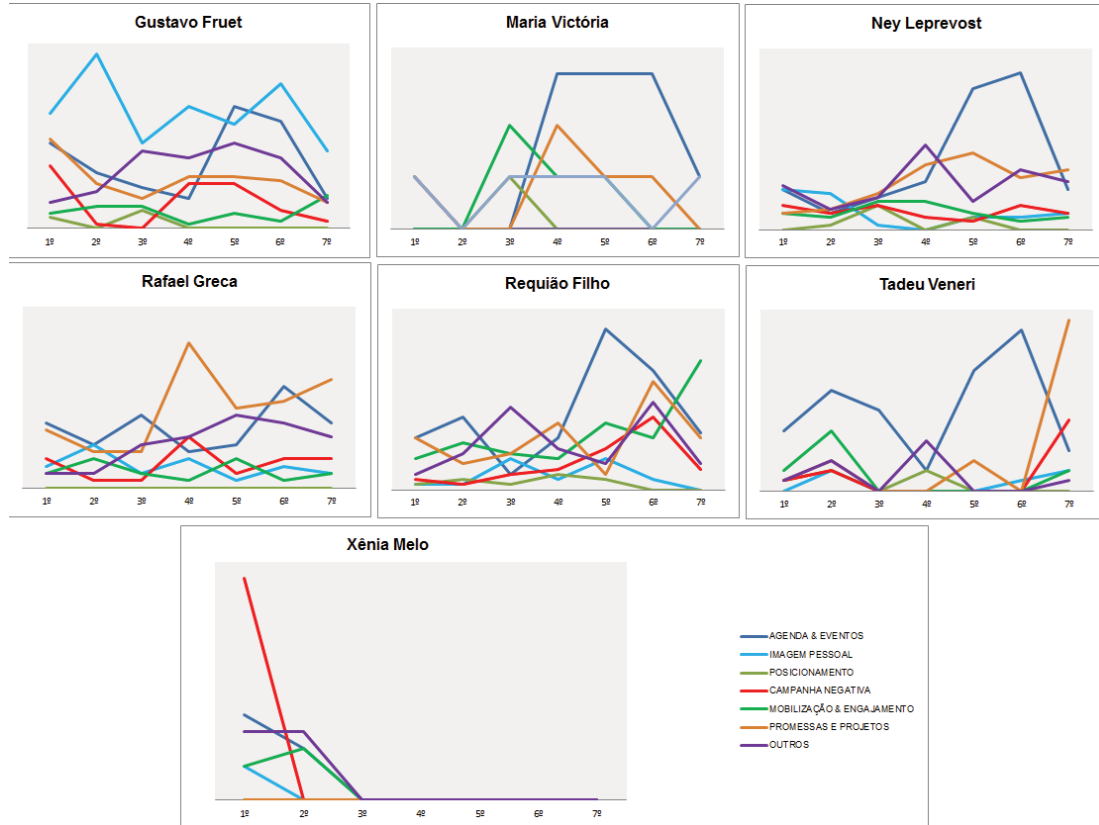 Gustavo Fruet
1º 2º 3º 4º 5º 6º 7º
Maria Victória
1º 2º 3º 4º 5º 6º 7º
Ney Leprevost
1º 2º 3º 4º 5º 6º 7º
Rafael Greca
1º 2º 3º 4º 5º 6º 7º
Requião Filho
1º 2º 3º 4º 5º 6º 7º
Tadeu Veneri
1º 2º 3º 4º 5º 6º 7º
Xênia Melo
1º 2º 3º 4º 5º 6º 7º
AGENDA & EVENTOS
IMAGEM PESSOAL
POSICIONAMENTO
CAMPANHA NEGATIVA
MOBILIZAÇÃO & ENGAJAMENTO
PROMESSAS E PROJETOS
OUTROS